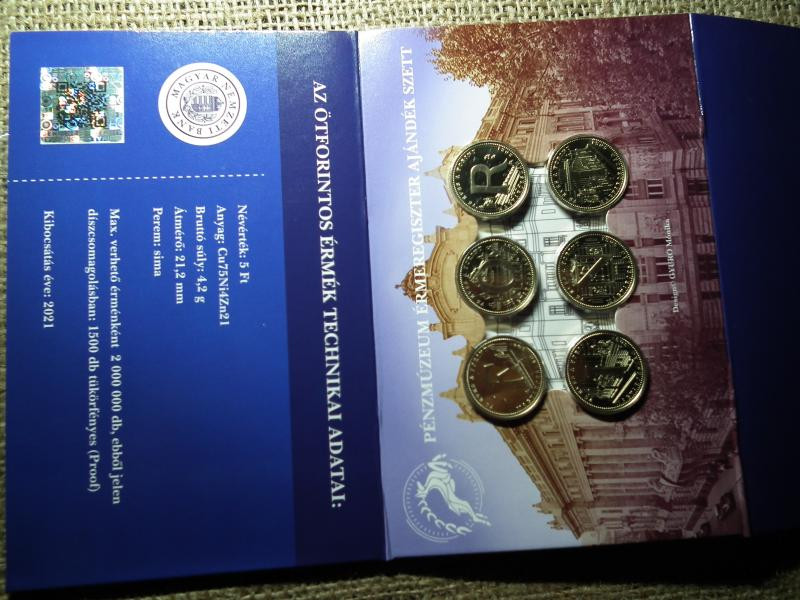 MAGYAR NEMZETI BANK
AZ ÖTFORINTOS ÉRMÉK TECHNIKAI ADATAI:
Névérték: 5 Ft
Anyag: Cu75Ni4Zn21
Bruttó súly: 4,2 g
Átmérő: 21,2 mm
Perem: sima
Max. verhető érménként 2 000 000 db, ebből jelen
díszcsomagolásban: 1500 db tükörfényes (Proof)
Kibocsátás éve: 2021
PÉNZMÚZEUM ÉRMEREGISZTER AJÁNDÉK SZETT
R